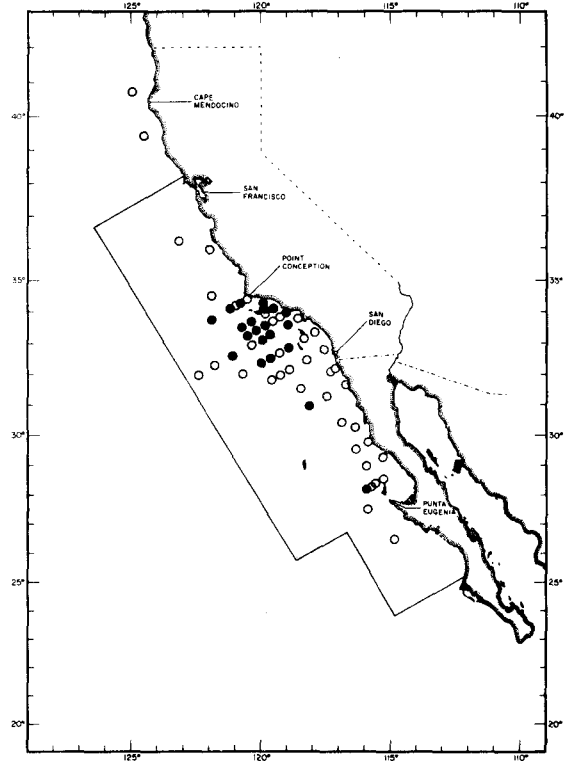 125° 120° 115° 110°
40° 40°
35° 35°
30° 30°
25° 25°
20° 20°
125° 120° 115° 110°
CAPE
MENDOCINO
SAN
FRANCISCO
POINT
CONCEPTION
SAN
DIEGO
PUNTA
EUGENIA